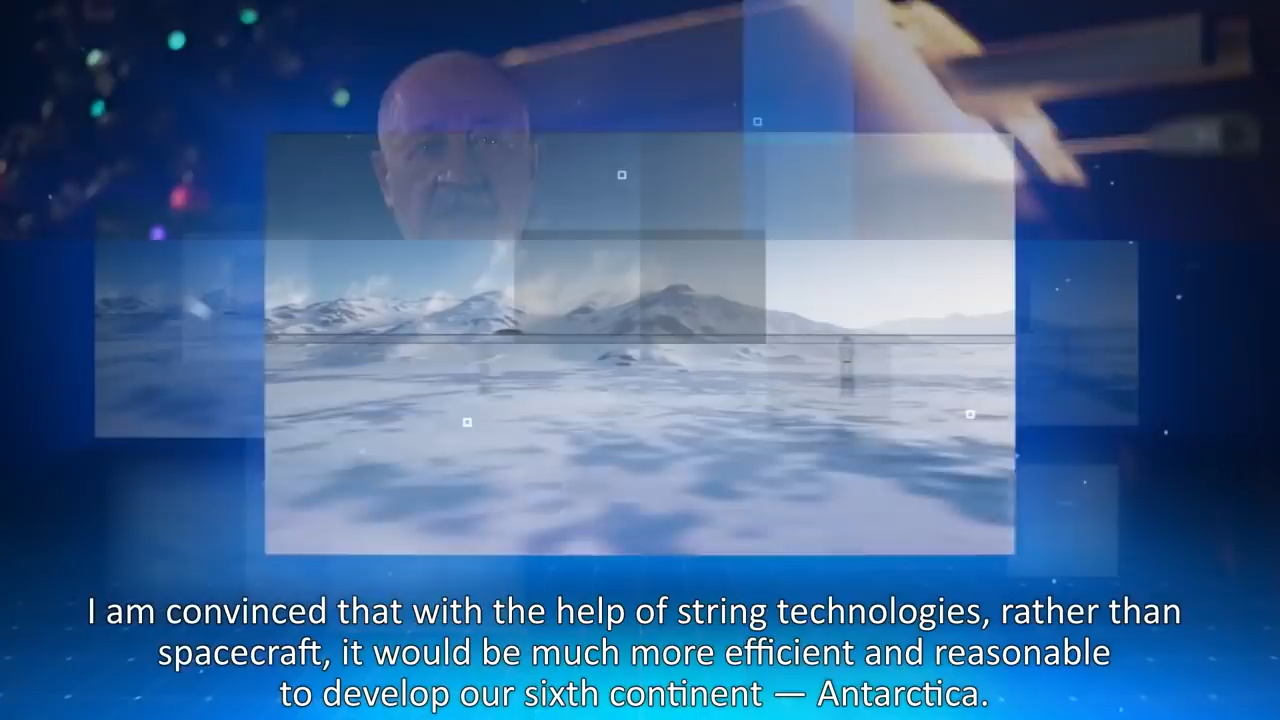 I am convinced that with the help of string technologies, rather than
spacecraft, it would be much more efficient and reasonable
to develop our sixth continent — Antarctica.